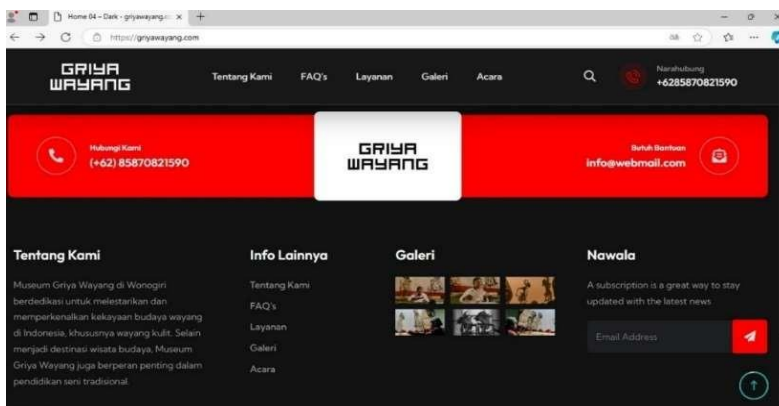 Home 04 – Dark - griyawayang.c
https://griyawayang.com
GRIYA
WAYANG
Tentang Kami
FAQ's
Layanan
Galeri
Acara
Narahubung
+6285870821590
Hubungi Kami
(+62) 85870821590
GRIYA
WAYANG
Butuh Bantuan
info@webmail.com
Tentang Kami
Museum Griya Wayang di Wonogiri
berdedikasi untuk melestarikan dan
memperkenalkan kekayaan budaya wayang
di Indonesia, khususnya wayang kulit. Selain
menjadi destinasi wisata budaya, Museum
Griya Wayang juga berperan penting dalam
pendidikan seni tradisional.
Info Lainnya
Tentang Kami
FAQ's
Layanan
Galeri
Acara
Galeri
Nawala
A subscription is a great way to stay
updated with the latest news
Email Address